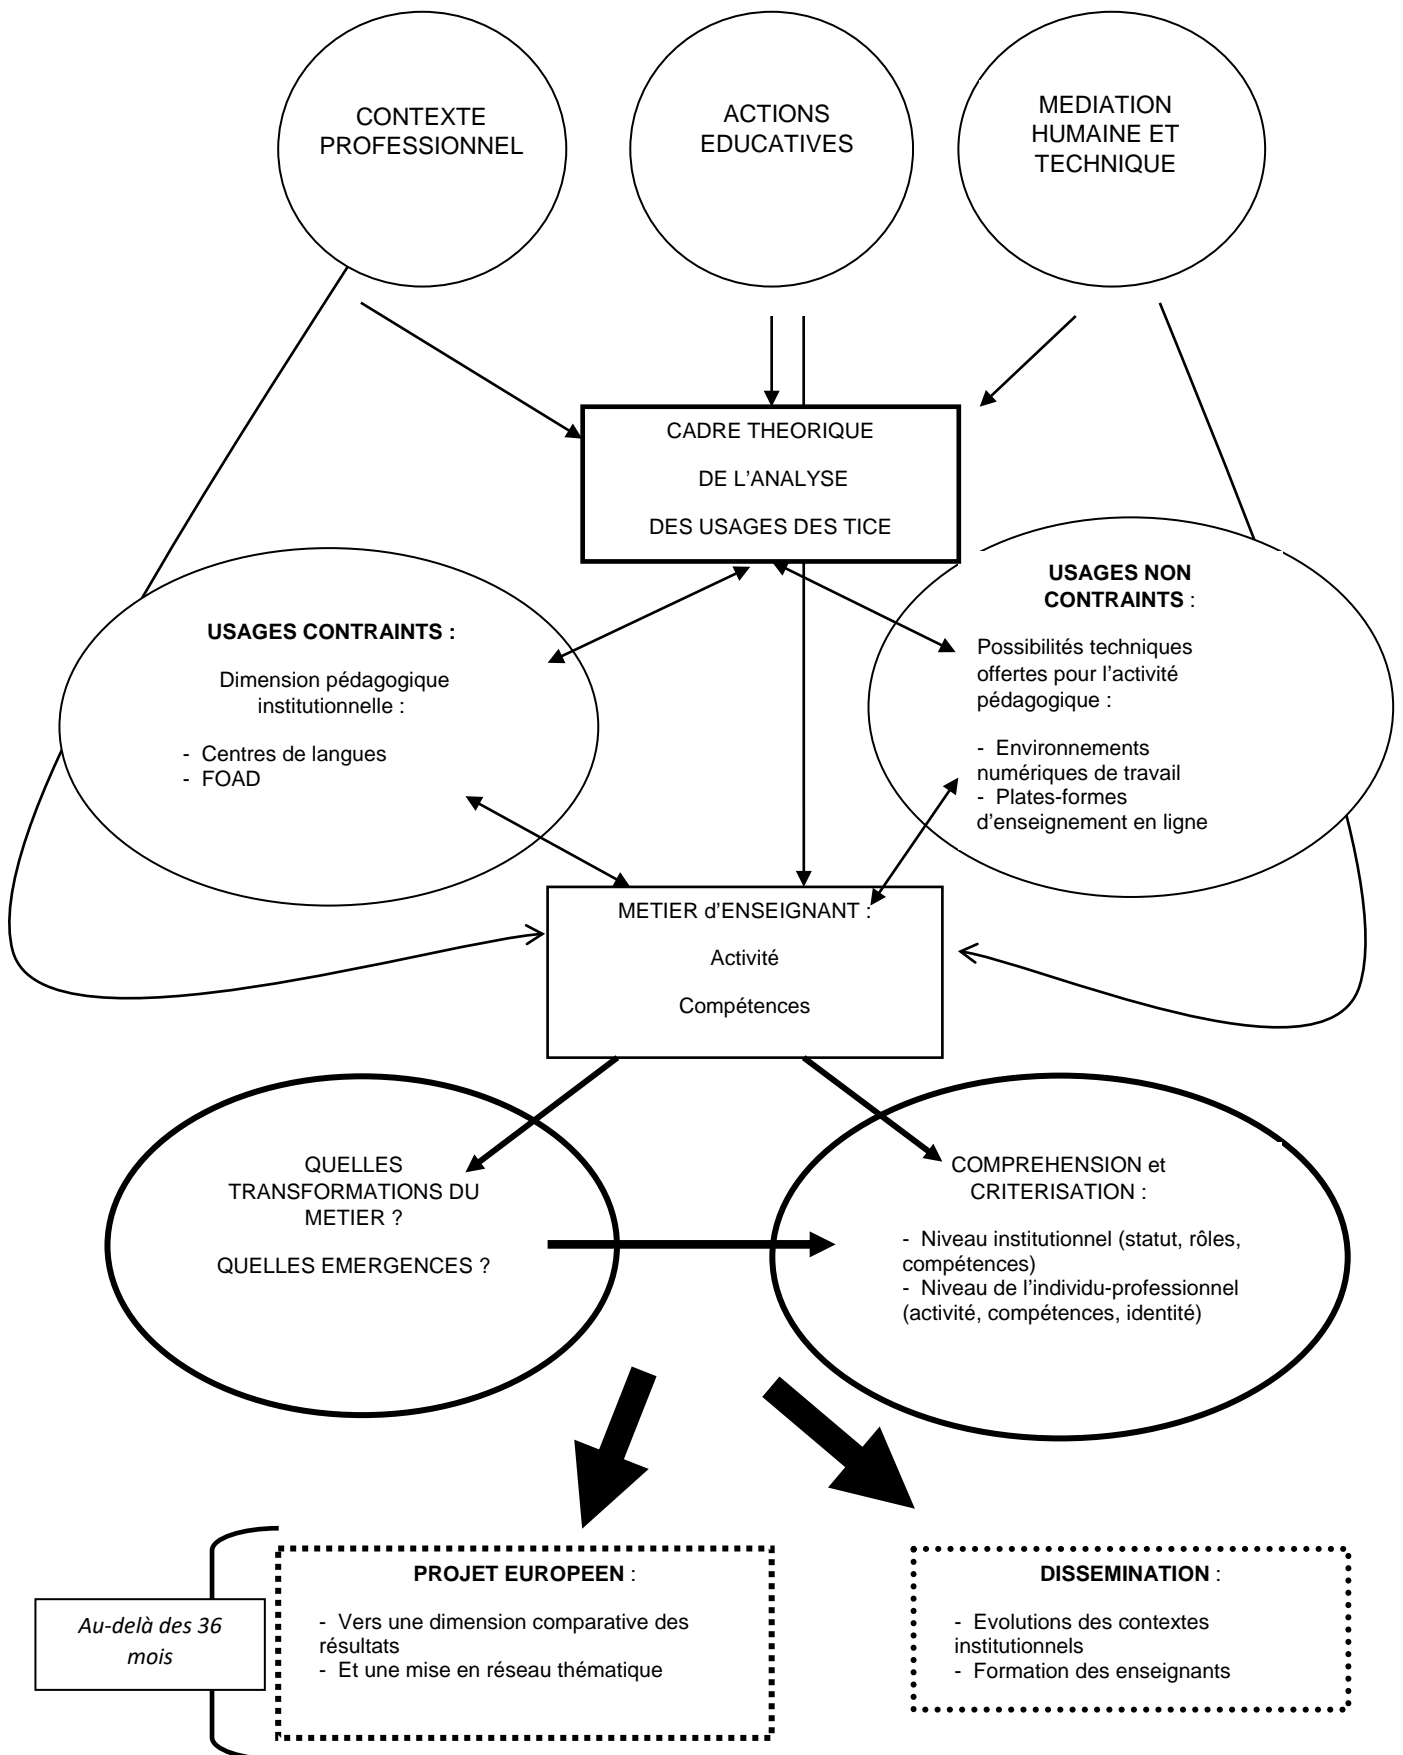 CONTEXTE
PROFESSIONNEL
ACTIONS
EDUCATIVES
MEDIATION
HUMAINE ET
TECHNIQUE
CADRE THEORIQUE
DE L’ANALYSE
DES USAGES DES TICE
USAGES CONTRAINTS :
Dimension pédagogique
institutionnelle :
- Centres de langues
- FOAD
USAGES NON
CONTRAINTS :
Possibilités techniques
offertes pour l’activité
pédagogique :
- Environnements
numériques de travail
- Plates-formes
d’enseignement en ligne
METIER d’ENSEIGNANT :
Activité
Compétences
QUELLES
TRANSFORMATIONS DU
METIER ?
QUELLES EMERGENCES ?
COMPREHENSION et
CRITERISATION :
- Niveau institutionnel (statut, rôles,
compétences)
- Niveau de l’individu-professionnel
(activité, compétences, identité)
Au-delà des 36
mois
PROJET EUROPEEN :
- Vers une dimension comparative des
résultats
- Et une mise en réseau thématique
DISSEMINATION :
- Evolutions des contextes
institutionnels
- Formation des enseignants